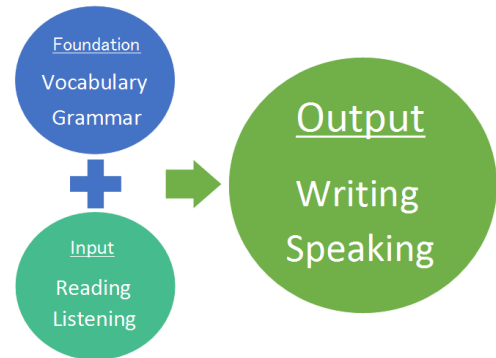 Foundation
Vocabulary
Grammar
Input
Reading
Listening
Output
Writing
Speaking